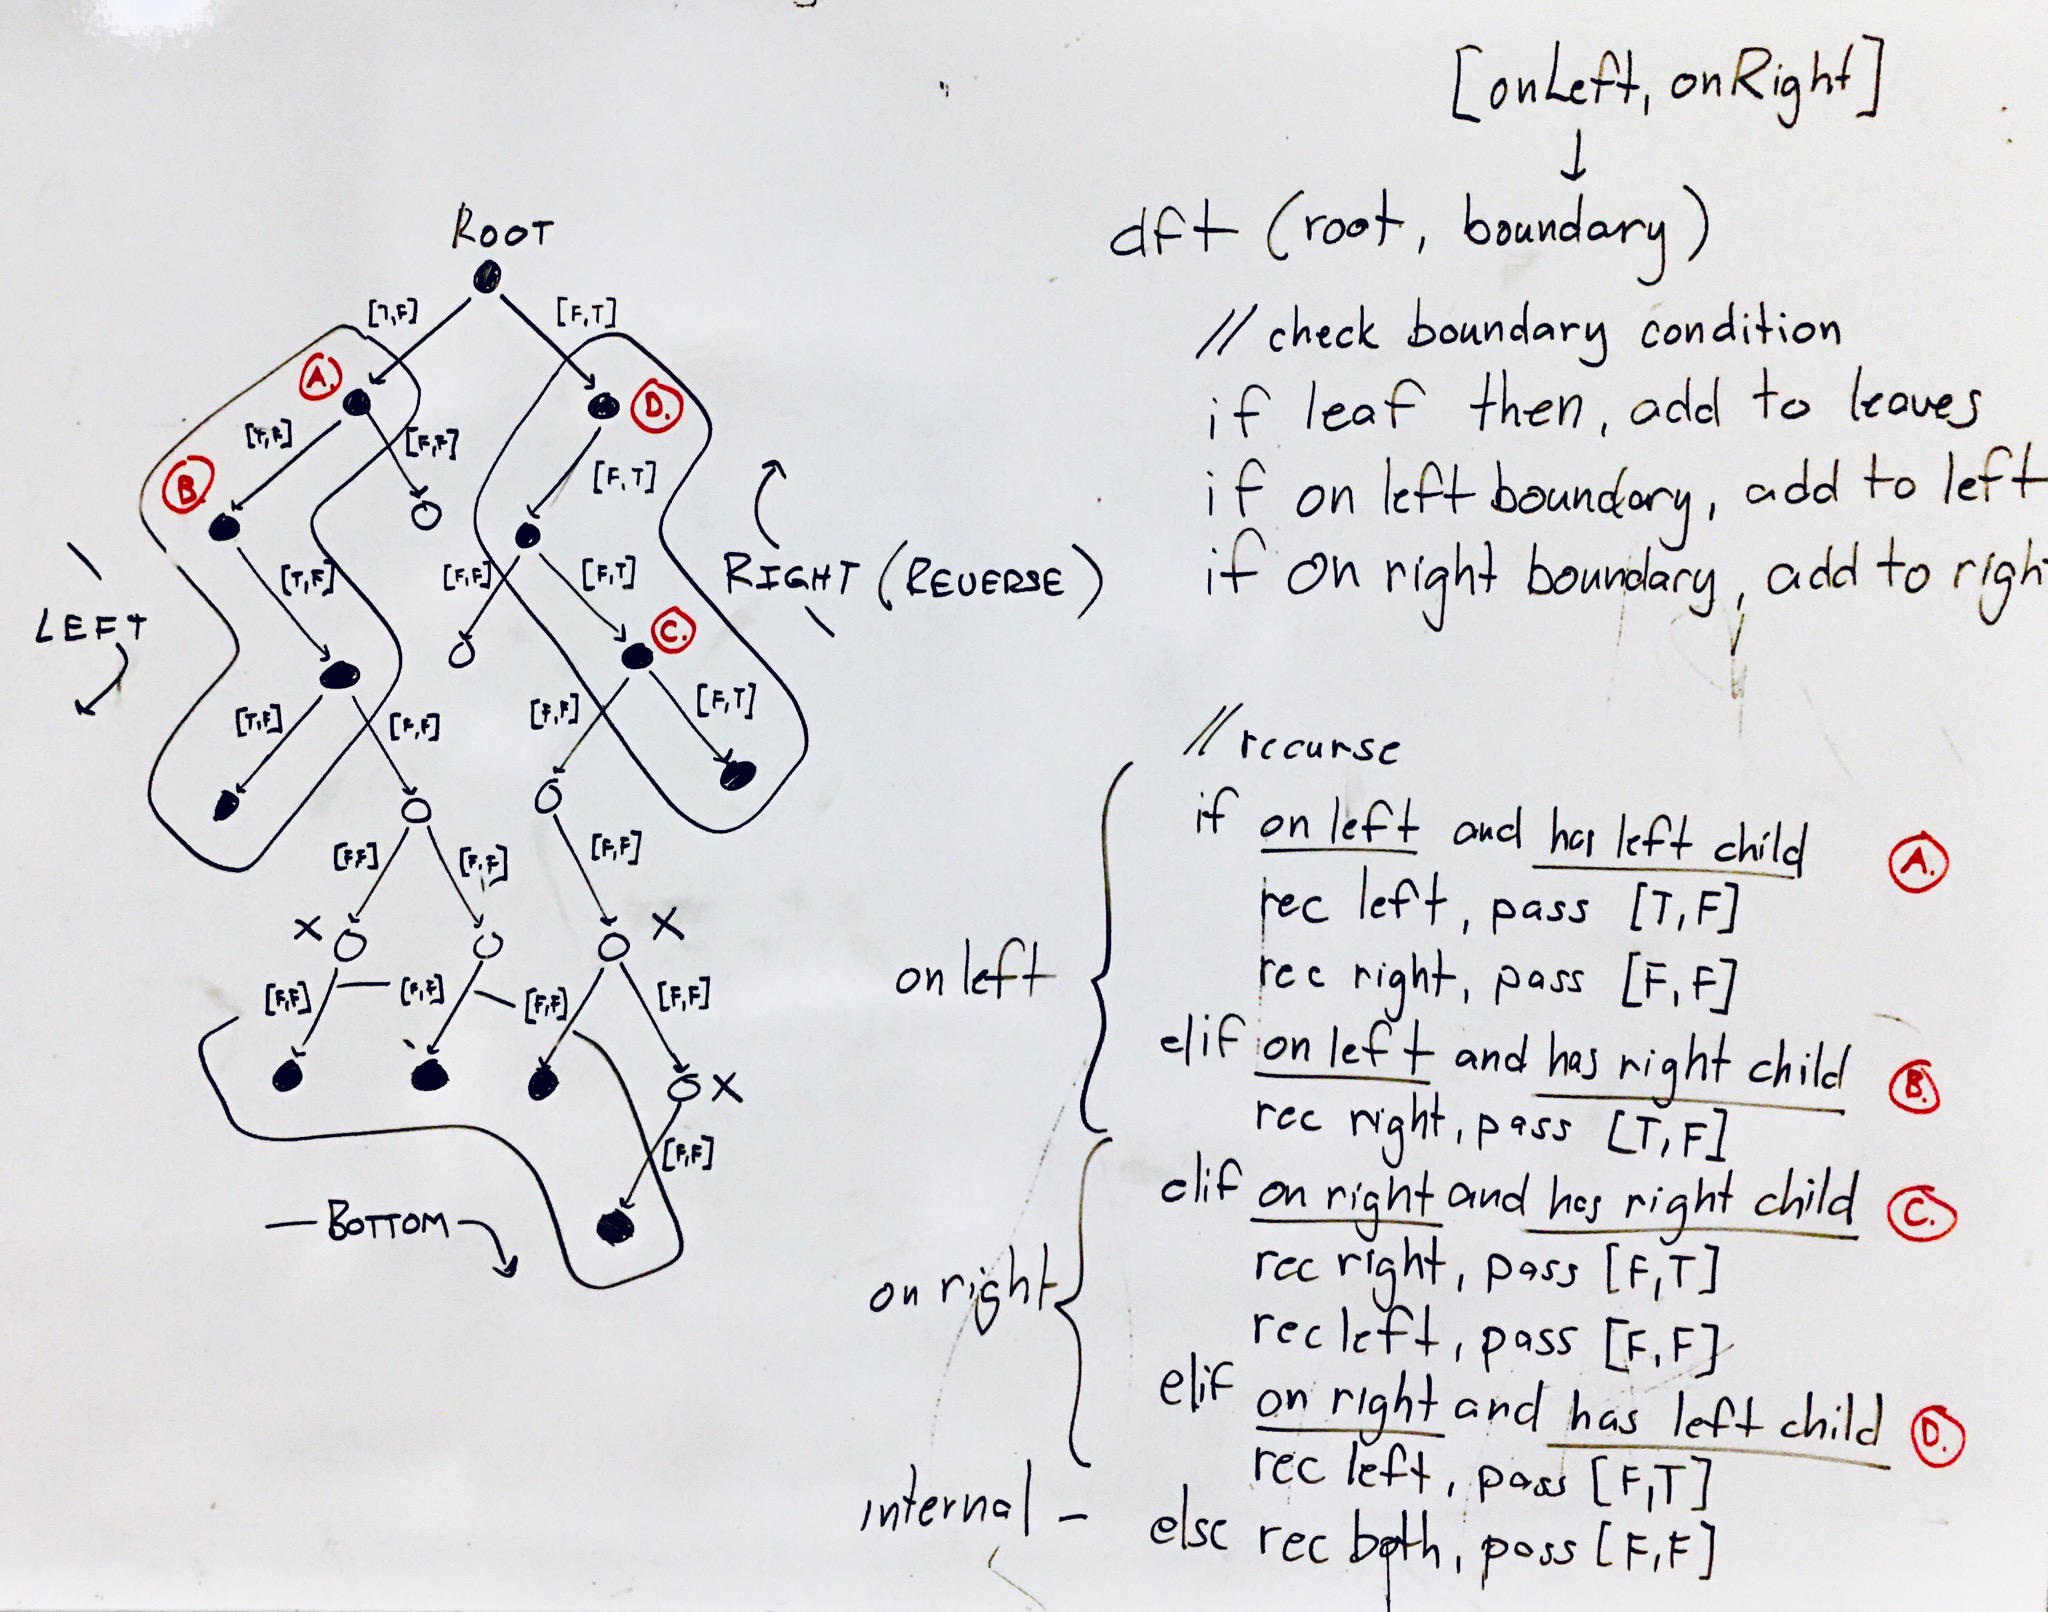 [onLeft, onRight]
dft (root, boundary)
// check boundary condition
if leaf then, add to leaves
if on left boundary, add to left
if on right boundary, add to righ
// recurse
if on left and has left child A.
rec left, pass [T,F]
rec right, pass [F,F]
elif on left and has right child B.
rec right, pass [T,F]
elif on right and has right child C.
rec right, pass [F,T]
rec left, pass [F,F]
elif on right and has left child D.
rec left, pass [F,T]
else rec both, pass [F,F]
on left
on right
internal -
ROOT
[T,F] [F,T]
A. D.
[T,F] [F,F] [F,T]
B.
[T,F] [F,F] [F,T]
LEFT RIGHT (REVERSE)
C.
[T,F] [F,F] [F,F] [F,T]
[F,F] [F,F] [F,F]
X X
[F,F] [F,F] [F,F] [F,F]
X
[F,F]
BOTTOM